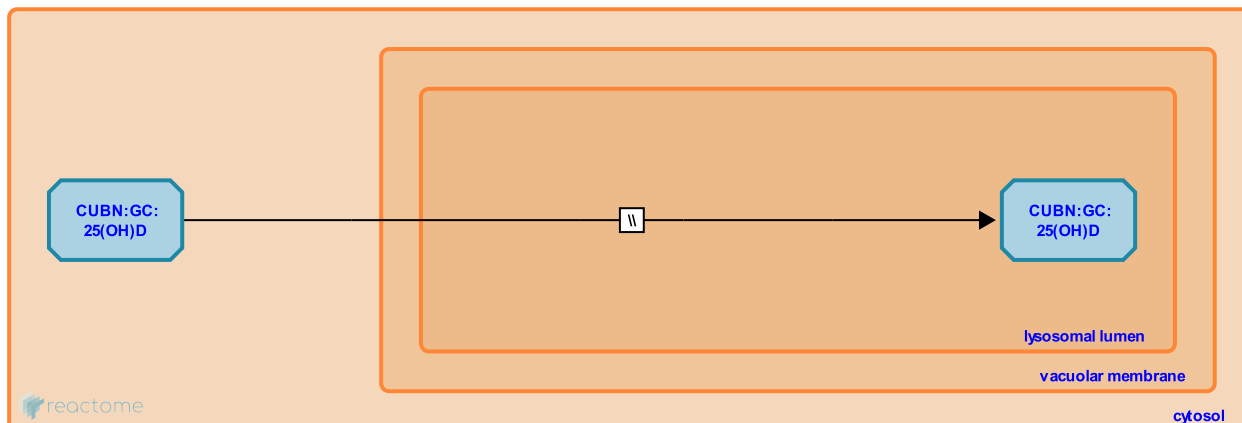 CUBN:GC:
25(OH)D
\\
CUBN:GC:
25(OH)D
lysosomal lumen
vacuolar membrane
reactome
cytosol